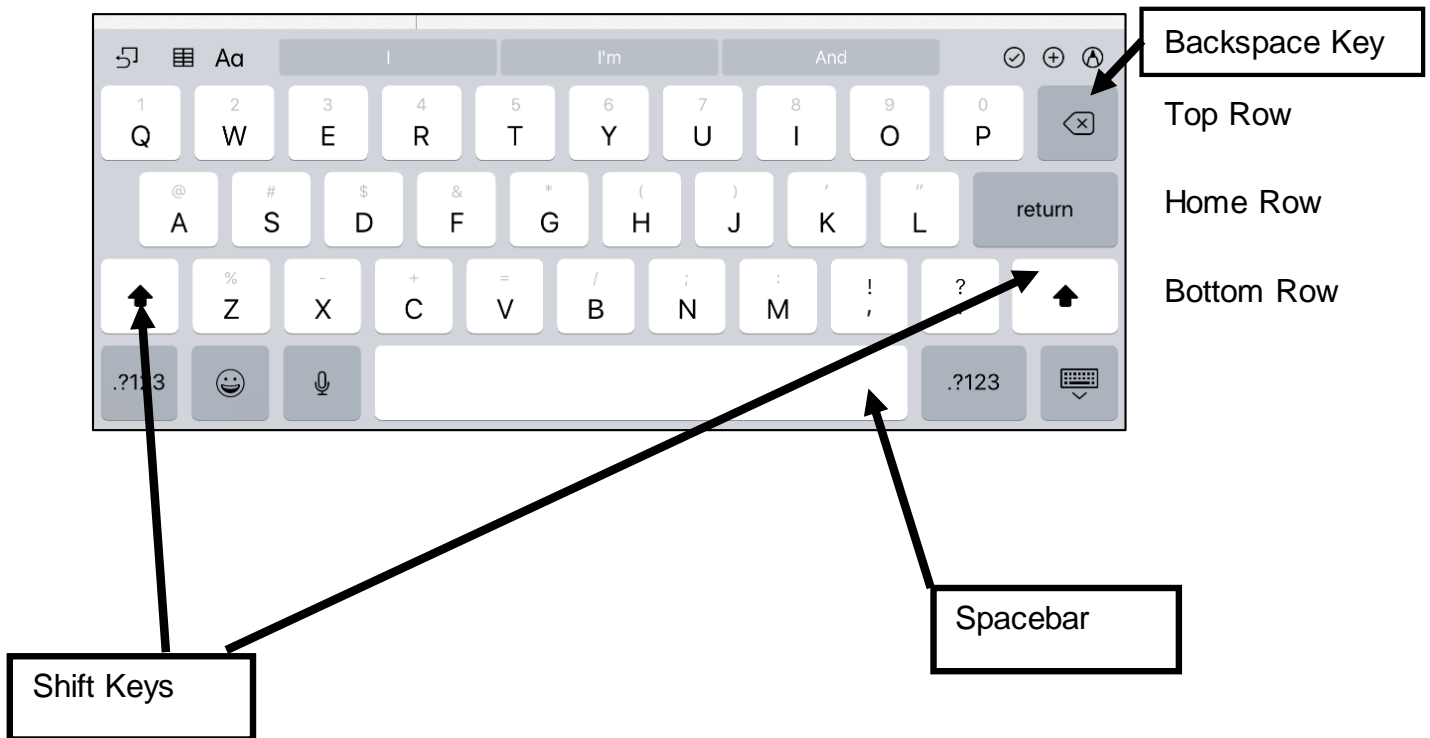 Aa I I'm And Backspace Key
1 2 3 4 5 6 7 8 9 0
Q W E R T Y U I O P Top Row
@ # $ & * ( ) ' "
A S D F G H J K L return Home Row
% - + = / ; : ! ?
Z X C V B N M , Bottom Row
.?123 .?123
Spacebar
Shift Keys